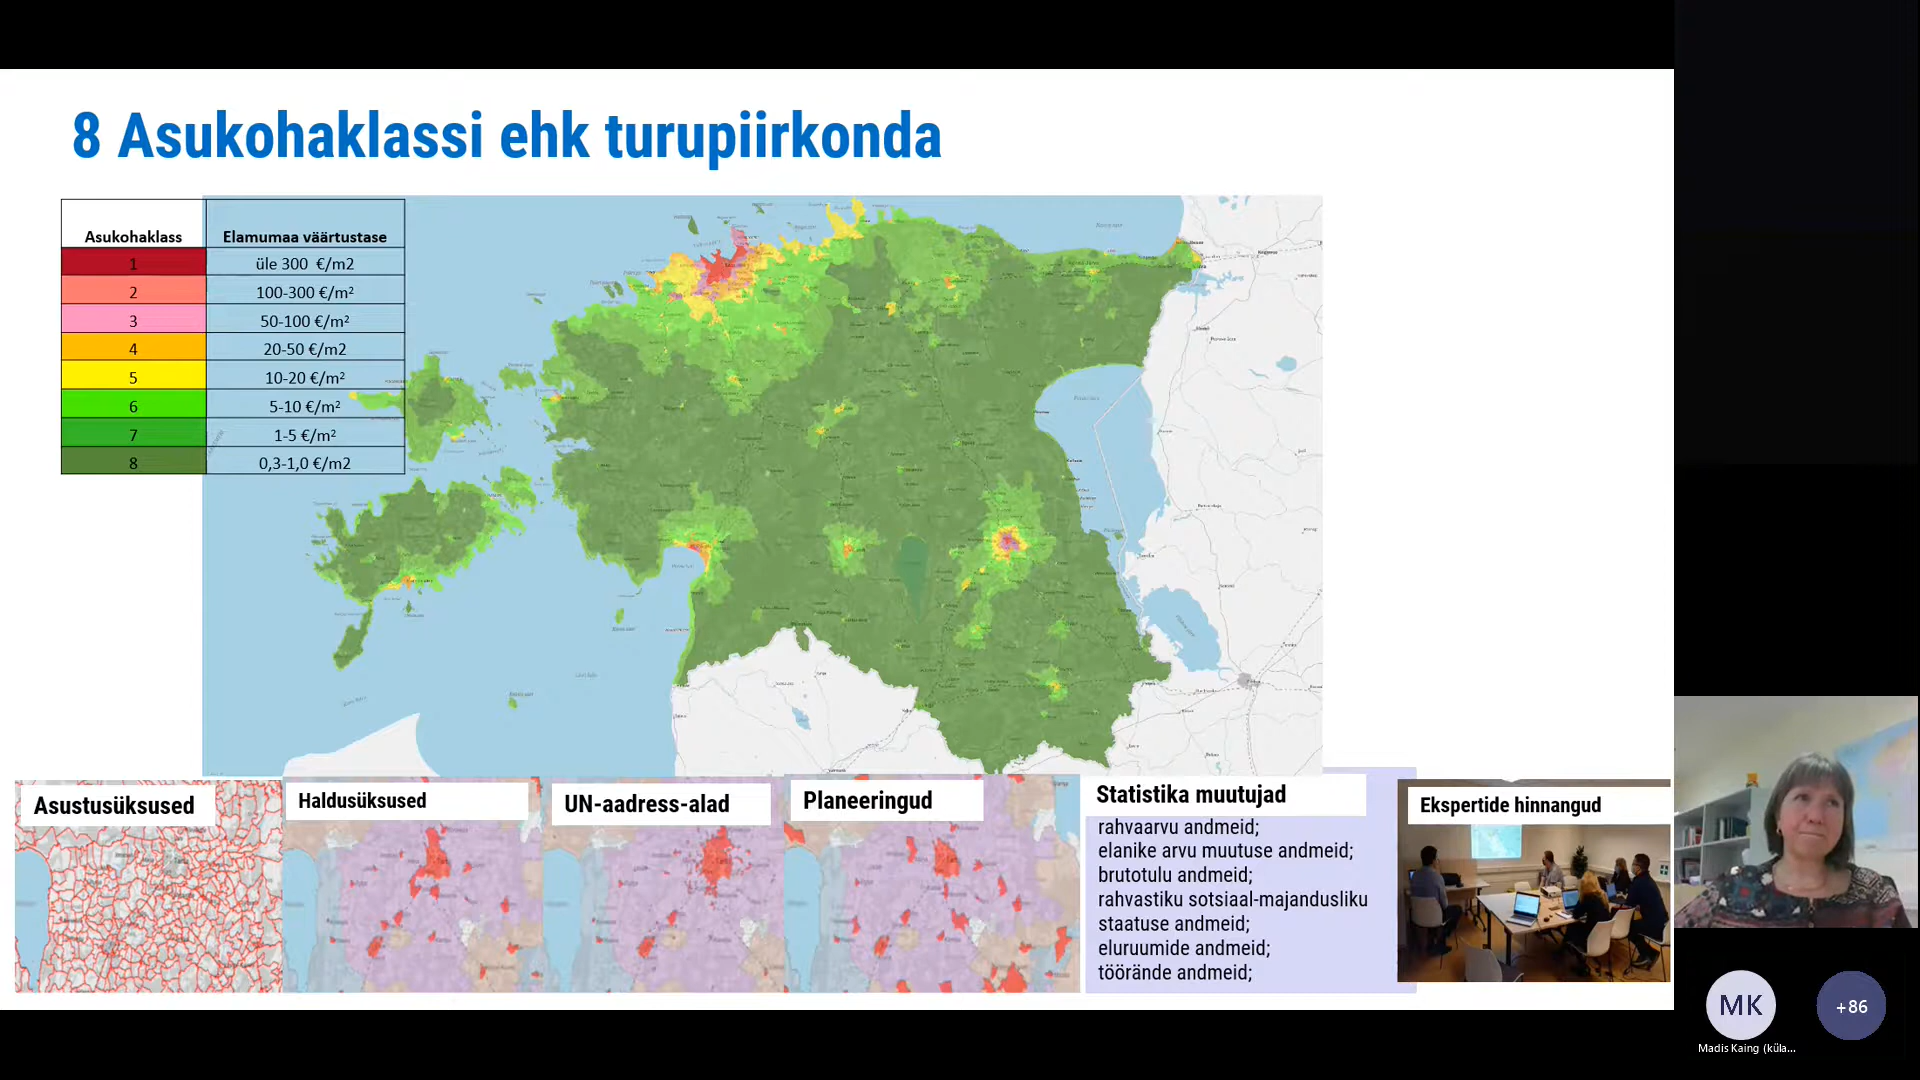 8 Asukohaklassi ehk turupiirkonda
Asukohaklass Elamumaa väärtustase
1 üle 300 €/m2
2 100-300 €/m²
3 50-100 €/m²
4 20-50 €/m2
5 10-20 €/m²
6 5-10 €/m²
7 1-5 €/m²
8 0,3-1,0 €/m2
Asustusüksused
Haldusüksused
UN-aadress-alad
Planeeringud
Statistika muutujad
rahvaarvu andmeid;
elanike arvu muutuse andmeid;
brutotulu andmeid;
rahvastiku sotsiaal-majandusliku
staatuse andmeid;
eluruumide andmeid;
töörände andmeid;
Ekspertide hinnangud
MK
+86
Madis Kaing (küla...